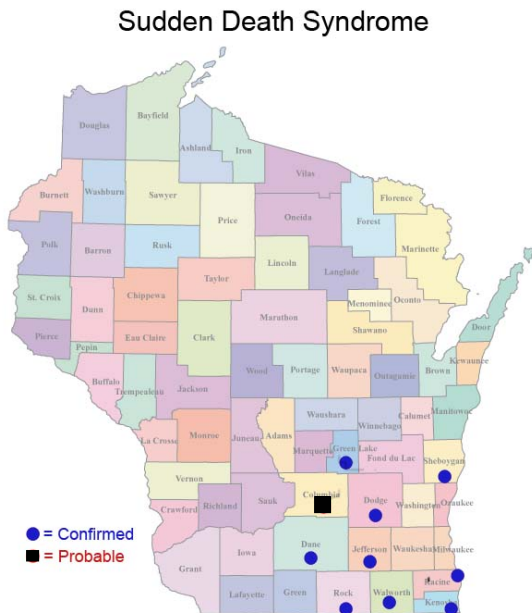 Sudden Death Syndrome
Douglas
Bayfield
Ashland
Iron
Vilas
Florence
Burnett
Washburn
Sawyer
Price
Oneida
Forest
Marinette
Polk
Barron
Rusk
Lincoln
Langlade
Taylor
Menominee
Oconto
St. Croix
Dunn
Chippewa
Marathon
Shawano
Door
Pierce
Pepin
Eau Claire
Clark
Kewaunee
Buffalo
Trempealeau
Jackson
Wood
Portage
Waupaca
Outagamie
Brown
Waushara
Winnebago
Calumet
Manitowoc
La Crosse
Monroe
Juneau
Adams
Marquette
Green Lake
Fond du Lac
Sheboygan
Vernon
Richland
Sauk
Columbia
Dodge
Washington
Ozaukee
Crawford
= Confirmed
= Probable
Grant
Iowa
Dane
Jefferson
Waukesha
Milwaukee
Lafayette
Green
Rock
Walworth
Racine
Kenosha